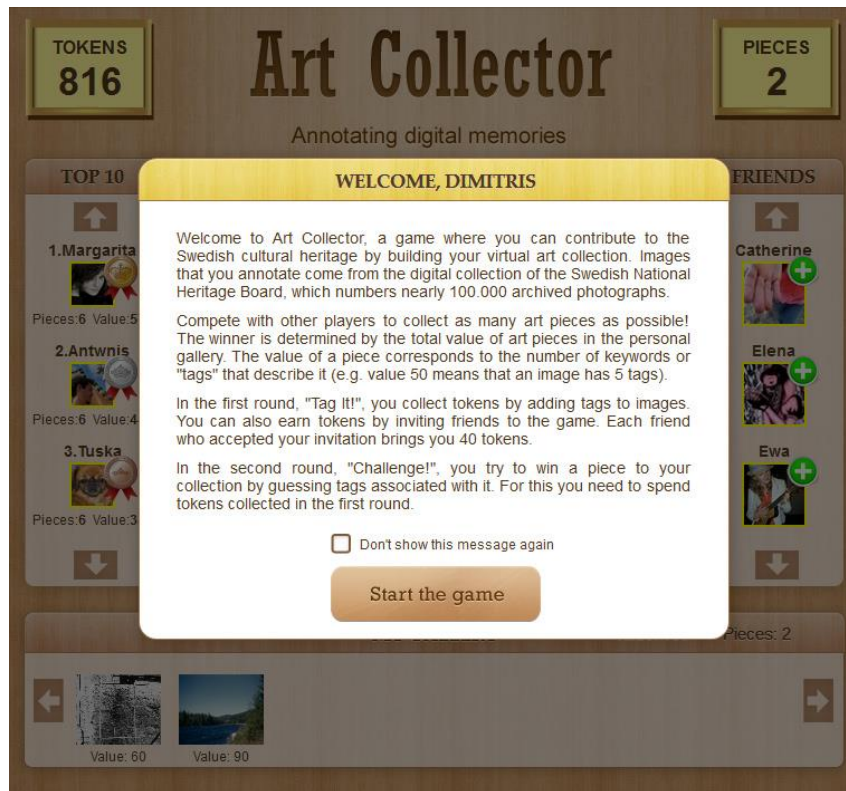 TOKENS
816
Art Collector
PIECES
2
Annotating digital memories
TOP 10
WELCOME, DIMITRIS
FRIENDS
1.Margarita
Pieces:6 Value:5
2.Antwnis
Pieces:6 Value:4
3.Tuska
Pieces:6 Value:3
Welcome to Art Collector, a game where you can contribute to the
Swedish cultural heritage by building your virtual art collection. Images
that you annotate come from the digital collection of the Swedish National
Heritage Board, which numbers nearly 100.000 archived photographs.
Compete with other players to collect as many art pieces as possible!
The winner is determined by the total value of art pieces in the personal
gallery. The value of a piece corresponds to the number of keywords or
"tags" that describe it (e.g. value 50 means that an image has 5 tags).
In the first round, "Tag It!", you collect tokens by adding tags to images.
You can also earn tokens by inviting friends to the game. Each friend
who accepted your invitation brings you 40 tokens.
In the second round, "Challenge!", you try to win a piece to your
collection by guessing tags associated with it. For this you need to spend
tokens collected in the first round.
Don't show this message again
Start the game
Catherine
Elena
Ewa
Pieces: 2
Value: 60
Value: 90